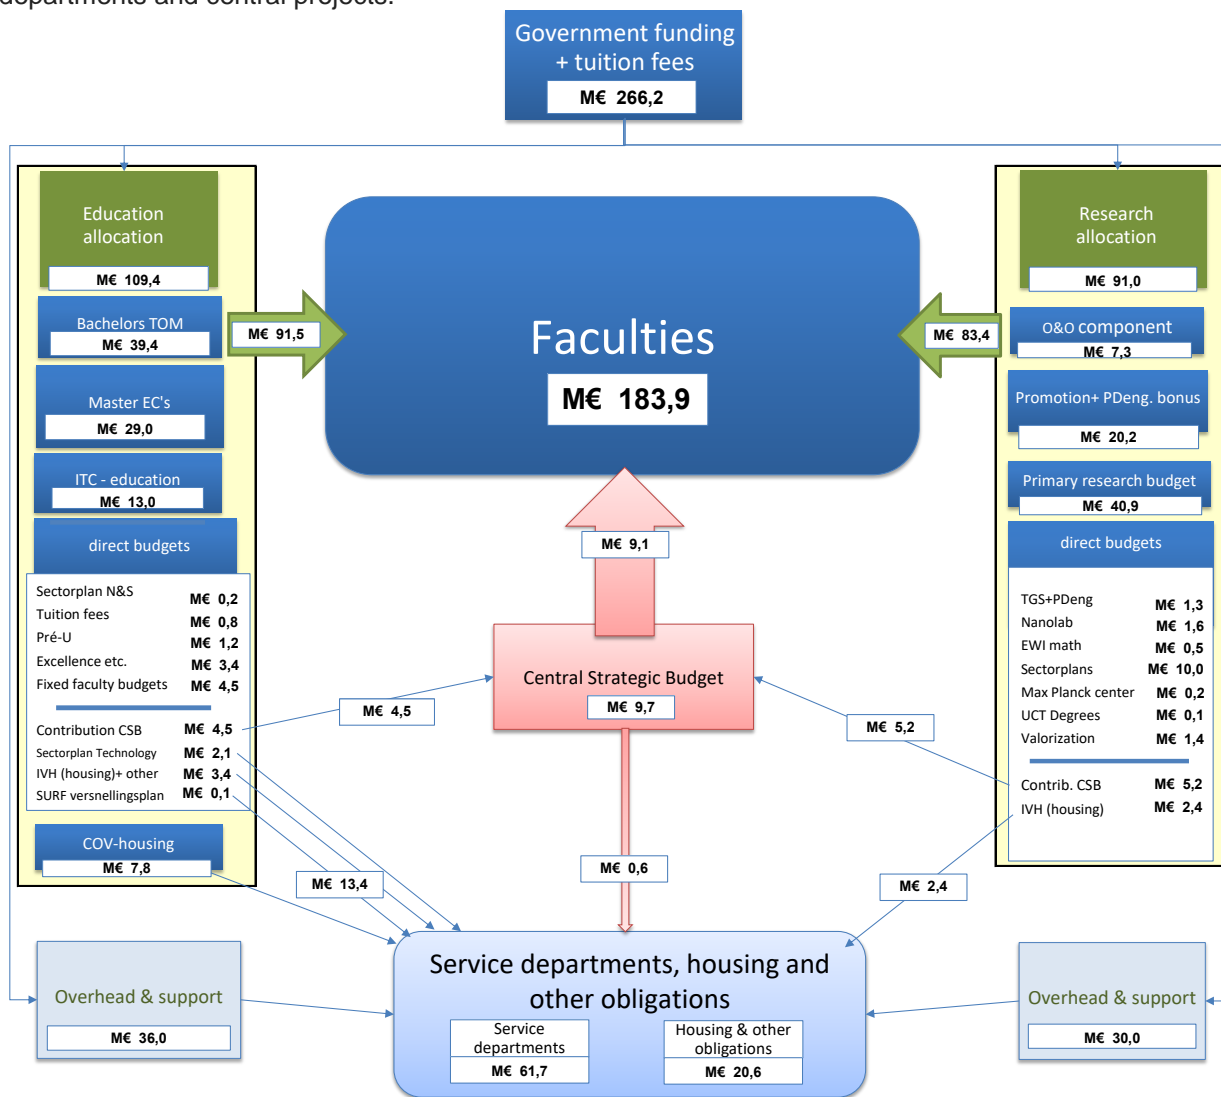 departments and central projects.
Government funding
+ tuition fees
M€ 266,2
Education
allocation
M€ 109,4
Bachelors TOM
M€ 39,4
Master EC's
M€ 29,0
ITC - education
M€ 13,0
direct budgets
Sectorplan N&S M€ 0,2
Tuition fees M€ 0,8
Pré-U M€ 1,2
Excellence etc. M€ 3,4
Fixed faculty budgets M€ 4,5
Contribution CSB M€ 4,5
Sectorplan Technology M€ 2,1
IVH (housing)+ other M€ 3,4
SURF versnellingsplan M€ 0,1
COV-housing
M€ 7,8
Overhead & support
M€ 36,0
M€ 91,5
Faculties
M€ 183,9
M€ 83,4
M€ 9,1
Central Strategic Budget
M€ 9,7
M€ 4,5
M€ 5,2
M€ 13,4
M€ 0,6
M€ 2,4
Service departments, housing and
other obligations
Service
departments
M€ 61,7
Housing & other
obligations
M€ 20,6
Research
allocation
M€ 91,0
O&O component
M€ 7,3
Promotion+ PDeng. bonus
M€ 20,2
Primary research budget
M€ 40,9
direct budgets
TGS+PDeng M€ 1,3
Nanolab M€ 1,6
EWI math M€ 0,5
Sectorplans M€ 10,0
Max Planck center M€ 0,2
UCT Degrees M€ 0,1
Valorization M€ 1,4
Contrib. CSB M€ 5,2
IVH (housing) M€ 2,4
Overhead & support
M€ 30,0